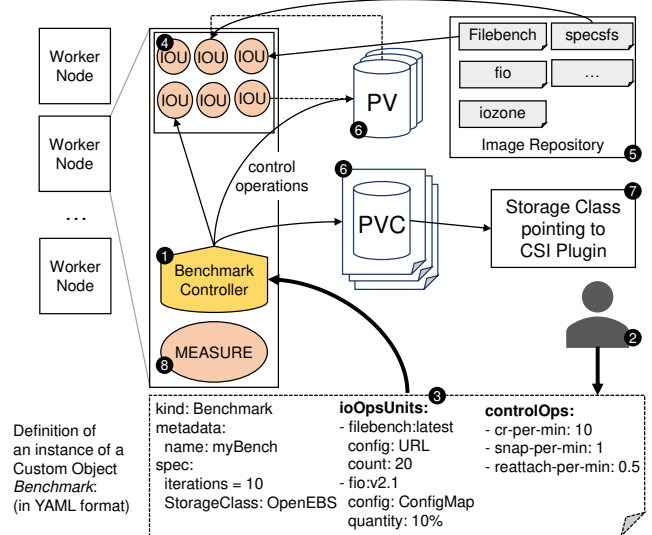 Worker
Node
Worker
Node
...
Worker
Node
4
IOU IOU IOU
IOU IOU IOU
PV
6
Filebench
specsfs
fio
...
iozone
Image Repository
5
control
operations
6
PVC
7
Storage Class
pointing to
CSI Plugin
1
Benchmark
Controller
8
MEASURE
2
3
Definition of
an instance of a
Custom Object
Benchmark:
(in YAML format)
kind: Benchmark
metadata:
name: myBench
spec:
iterations = 10
StorageClass: OpenEBS
ioOpsUnits:
- filebench:latest
config: URL
count: 20
- fio:v2.1
config: ConfigMap
quantity: 10%
controlOps:
- cr-per-min: 10
- snap-per-min: 1
- reattach-per-min: 0.5